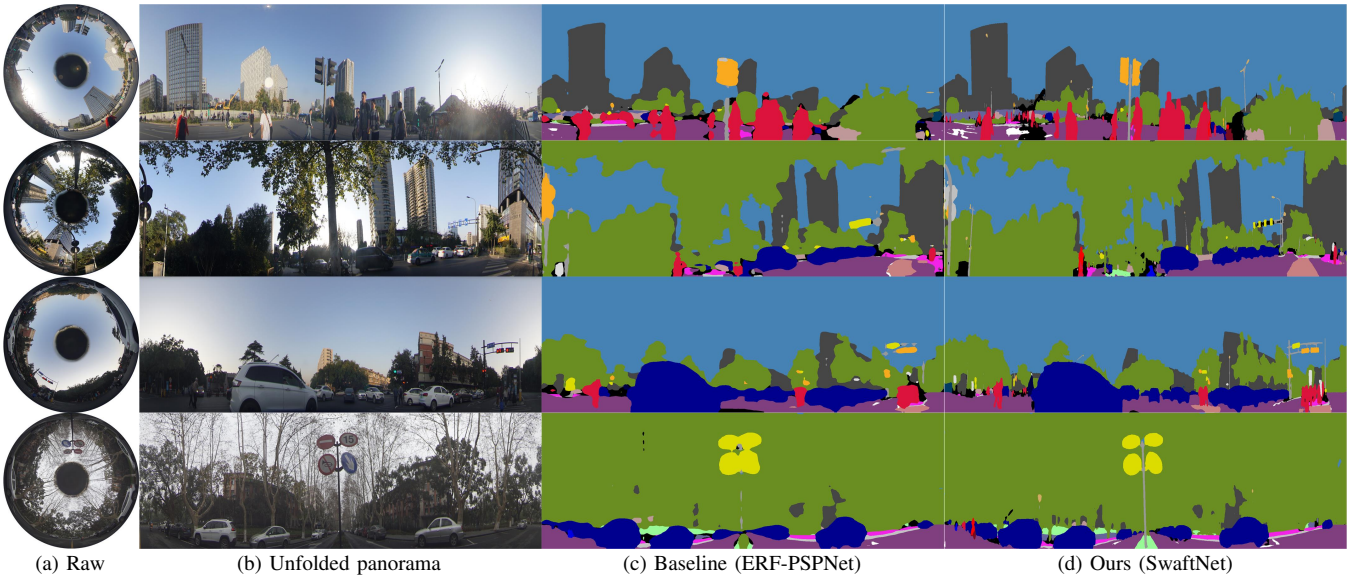 (a) Raw
(b) Unfolded panorama
(c) Baseline (ERF-PSPNet)
(d) Ours (SwaftNet)